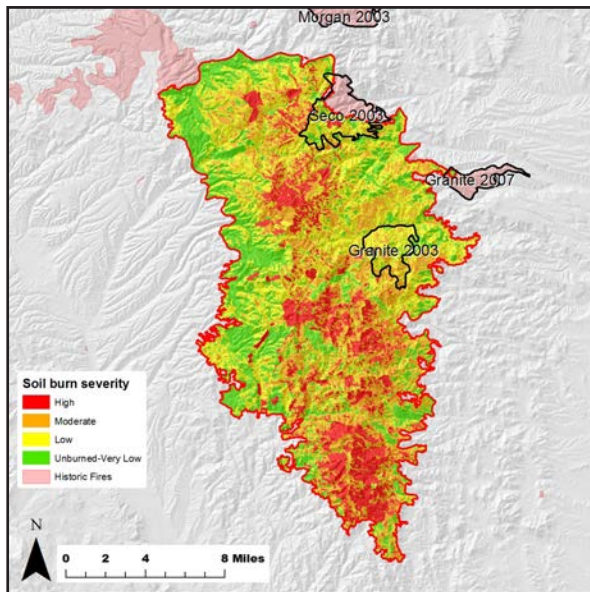 Morgan 2003
Seco 2003
Granite 2007
Granite 2003
Soil burn severity
High
Moderate
Low
Unburned-Very Low
Historic Fires
N
0 2 4 8 Miles